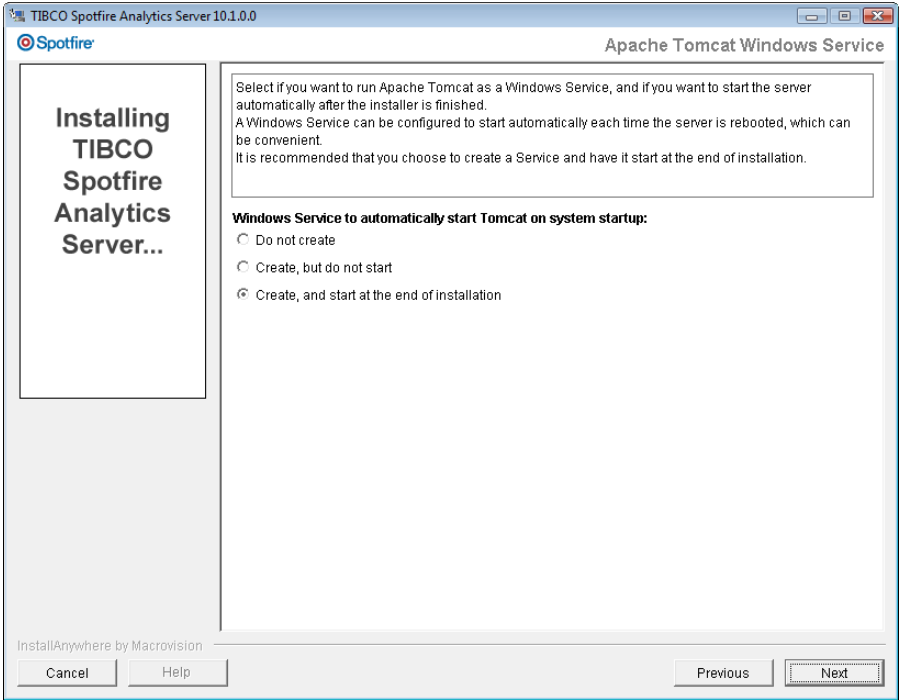 TIBCO Spotfire Analytics Server 10.1.0.0
Spotfire
Apache Tomcat Windows Service
Installing
TIBCO
Spotfire
Analytics
Server...
Select if you want to run Apache Tomcat as a Windows Service, and if you want to start the server
automatically after the installer is finished.
A Windows Service can be configured to start automatically each time the server is rebooted, which can
be convenient.
It is recommended that you choose to create a Service and have it start at the end of installation.
Windows Service to automatically start Tomcat on system startup:
Do not create
Create, but do not start
Create, and start at the end of installation
InstallAnywhere by Macrovision
Cancel
Help
Previous
Next